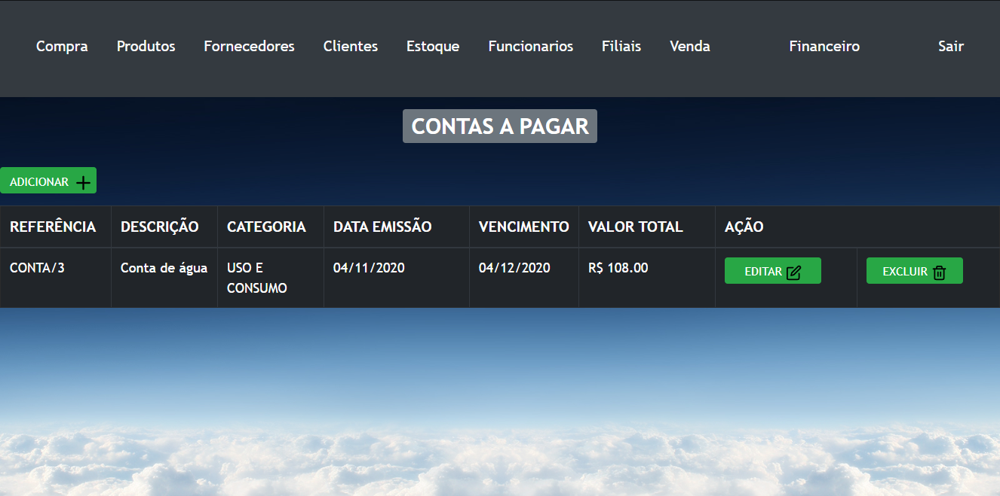 Compra Produtos Fornecedores Clientes Estoque Funcionarios Filiais Venda Financeiro Sair
CONTAS A PAGAR
ADICIONAR
REFERÊNCIA DESCRIÇÃO CATEGORIA DATA EMISSÃO VENCIMENTO VALOR TOTAL AÇÃO
CONTA/3 Conta de água USO E 04/11/2020 04/12/2020 R$ 108.00 EDITAR EXCLUIR
CONSUMO